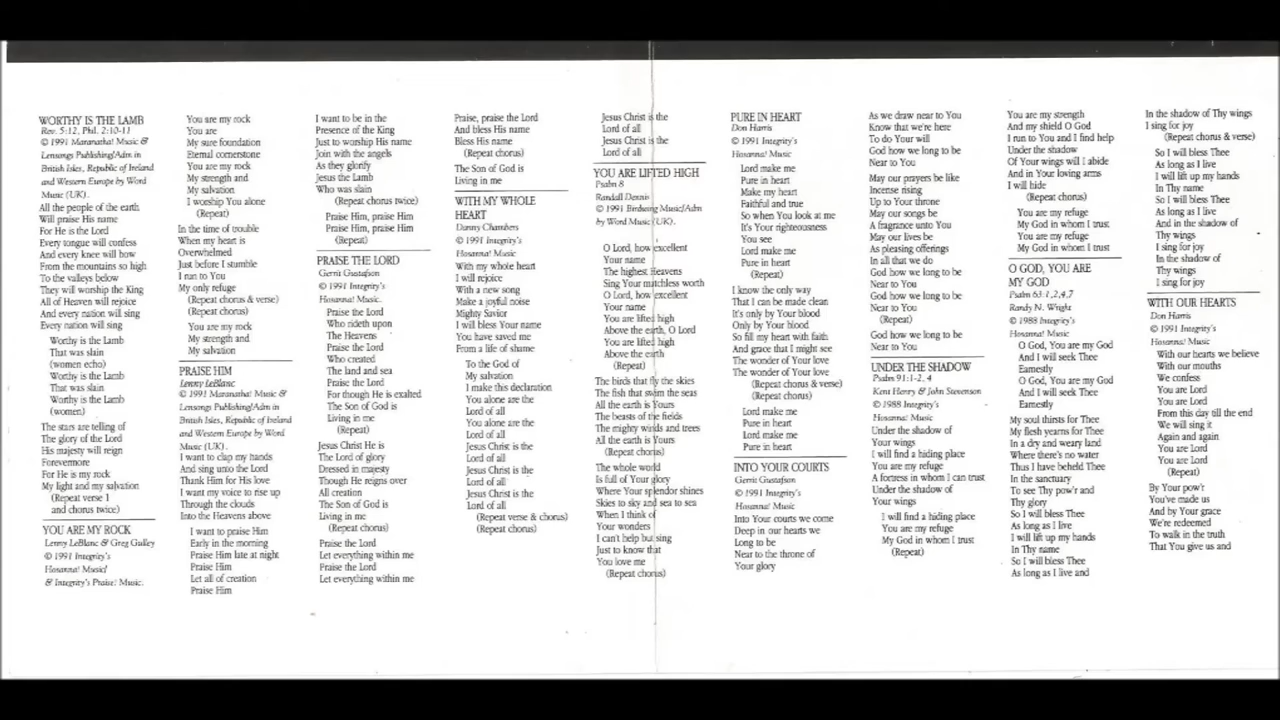 WORTHY IS THE LAMB
Rev. 5:12, Phil. 2:10-11
© 1991 Maranatha! Music &
Lensongs Publishing/Adm in
British Isles, Republic of Ireland
and Western Europe by Word
Music (UK).
All the people of the earth
Will praise His name
For He is the Lord
Every tongue will confess
And every knee will bow
From the mountains so high
To the valleys below
They will worship the King
All of Heaven will rejoice
And every nation will sing
Every nation will sing
Worthy is the Lamb
That was slain
(women echo)
Worthy is the Lamb
That was slain
Worthy is the Lamb
(women)
The stars are telling of
The glory of the Lord
His majesty will reign
Forevermore
For He is my rock
My light and my salvation
(Repeat verse 1
and chorus twice)
YOU ARE MY ROCK
Lenny LeBlanc & Greg Gulley
© 1991 Integrity's
Hosanna! Music/
& Integrity's Praise! Music.
You are my rock
You are
My sure foundation
Eternal cornerstone
You are my rock
My strength and
My salvation
I worship You alone
(Repeat)
In the time of trouble
When my heart is
Overwhelmed
Just before I stumble
I run to You
My only refuge
(Repeat chorus & verse)
(Repeat chorus)
You are my rock
My strength and
My salvation
PRAISE HIM
Lenny LeBlanc
© 1991 Maranatha! Music &
Lensongs Publishing/Adm in
British Isles, Republic of Ireland
and Western Europe by Word
Music (UK).
I want to clap my hands
And sing unto the Lord
Thank Him for His love
I want my voice to rise up
Through the clouds
Into the Heavens above
I want to praise Him
Early in the morning
Praise Him late at night
Praise Him
Let all of creation
Praise Him
I want to be in the
Presence of the King
Just to worship His name
Join with the angels
As they glorify
Jesus the Lamb
Who was slain
(Repeat chorus twice)
Praise Him, praise Him
Praise Him, praise Him
(Repeat)
PRAISE THE LORD
Gerrit Gustafson
© 1991 Integrity's
Hosanna! Music.
Praise the Lord
Who rideth upon
The Heavens
Praise the Lord
Who created
The land and sea
Praise the Lord
For though He is exalted
The Son of God is
Living in me
(Repeat)
Jesus Christ He is
The Lord of glory
Dressed in majesty
Though He reigns over
All creation
The Son of God is
Living in me
(Repeat chorus)
Praise the Lord
Let everything within me
Praise the Lord
Let everything within me
Praise, praise the Lord
And bless His name
Bless His name
(Repeat chorus)
The Son of God is
Living in me
WITH MY WHOLE
HEART
Danny Chambers
© 1991 Integrity's
Hosanna! Music
With my whole heart
I will rejoice
With a new song
Make a joyful noise
Mighty Savior
I will bless Your name
You have saved me
From a life of shame
To the God of
My salvation
I make this declaration
You alone are the
Lord of all
You alone are the
Lord of all
Jesus Christ is the
Lord of all
Jesus Christ is the
Lord of all
Jesus Christ is the
Lord of all
(Repeat verse & chorus)
(Repeat chorus)
Jesus Christ is the
Lord of all
Jesus Christ is the
Lord of all
YOU ARE LIFTED HIGH
Psalm 8
Randall Dennis
© 1991 Birdwing Music/Adm
by Word Music (UK).
O Lord, how excellent
Your name
The highest Heavens
Sing Your matchless worth
O Lord, how excellent
Your name
You are lifted high
Above the earth, O Lord
You are lifted high
Above the earth
(Repeat)
The birds that fly the skies
The fish that swim the seas
All the earth is Yours
The beasts of the fields
The mighty winds and trees
All the earth is Yours
(Repeat chorus)
The whole world
Is full of Your glory
Where Your splendor shines
Skies to sky and sea to sea
When I think of
Your wonders
I can't help but sing
Just to know that
You love me
(Repeat chorus)
PURE IN HEART
Don Harris
© 1991 Integrity's
Hosanna! Music
Lord make me
Pure in heart
Make my heart
Faithful and true
So when You look at me
It's Your righteousness
You see
Lord make me
Pure in heart
(Repeat)
I know the only way
That I can be made clean
It's only by Your blood
Only by Your blood
So fill my heart with faith
And grace that I might see
The wonder of Your love
The wonder of Your love
(Repeat chorus & verse)
(Repeat chorus)
Lord make me
Pure in heart
Lord make me
Pure in heart
INTO YOUR COURTS
Gerrit Gustafson
© 1991 Integrity's
Hosanna! Music
Into Your courts we come
Deep in our hearts we
Long to be
Near to the throne of
Your glory
As we draw near to You
Know that we're here
To do Your will
God how we long to be
Near to You
May our prayers be like
Incense rising
Up to Your throne
May our songs be
A fragrance unto You
May our lives be
As pleasing offerings
In all that we do
God how we long to be
Near to You
God how we long to be
Near to You
(Repeat)
God how we long to be
Near to You
UNDER THE SHADOW
Psalm 91:1-2, 4
Kent Henry & John Stevenson
© 1988 Integrity's
Hosanna! Music
Under the shadow of
Your wings
I will find a hiding place
You are my refuge
A fortress in whom I can trust
Under the shadow of
Your wings
I will find a hiding place
You are my refuge
My God in whom I trust
(Repeat)
You are my strength
And my shield O God
I run to You and I find help
Under the shadow
Of Your wings will I abide
And in Your loving arms
I will hide
(Repeat chorus)
You are my refuge
My God in whom I trust
You are my refuge
My God in whom I trust
O GOD, YOU ARE
MY GOD
Psalm 63:1,2,4,7
Randy N. Wright
© 1988 Integrity's
Hosanna! Music
O God, You are my God
And I will seek Thee
Earnestly
O God, You are my God
And I will seek Thee
Earnestly
My soul thirsts for Thee
My flesh yearns for Thee
In a dry and weary land
Where there's no water
Thus I have beheld Thee
In the sanctuary
To see Thy pow'r and
Thy glory
So I will bless Thee
As long as I live
I will lift up my hands
In Thy name
So I will bless Thee
As long as I live and
In the shadow of Thy wings
I sing for joy
(Repeat chorus & verse)
So I will bless Thee
As long as I live
I will lift up my hands
In Thy name
So I will bless Thee
As long as I live
And in the shadow of
Thy wings
I sing for joy
In the shadow of
Thy wings
I sing for joy
WITH OUR HEARTS
Don Harris
© 1991 Integrity's
Hosanna! Music
With our hearts we believe
With our mouths
We confess
You are Lord
You are Lord
From this day till the end
We will sing it
Again and again
You are Lord
You are Lord
(Repeat)
By Your pow'r
You've made us
And by Your grace
We're redeemed
To walk in the truth
That You give us and